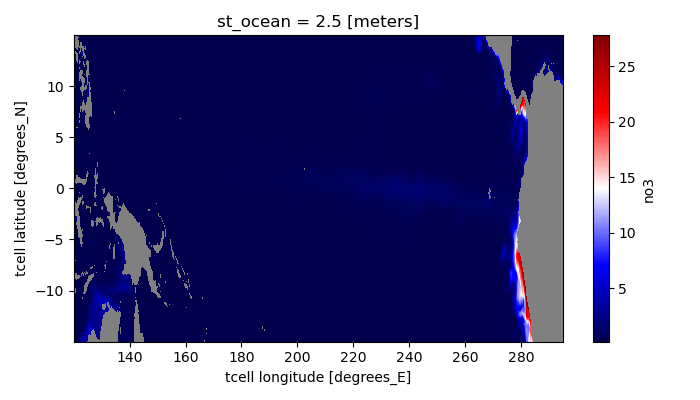 st_ocean = 2.5 [meters]
10
5
0
−5
−10
tcell latitude [degrees_N]
140 160 180 200 220 240 260 280
tcell longitude [degrees_E]
25
20
15
10
5
no3